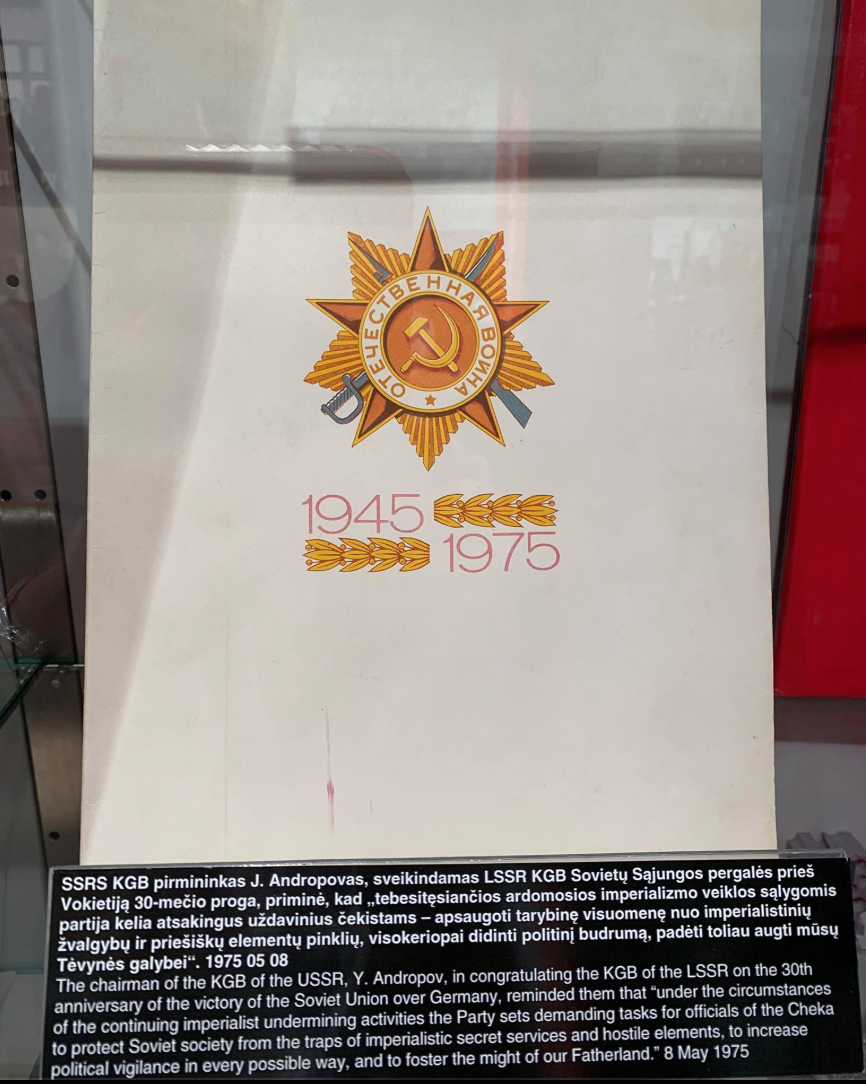 ОТЕЧЕСТВЕННАЯ ВОЙНА
1945
1975
SSRS KGB pirmininkas J. Andropovas, sveikindamas LSSR KGB Sovietų Sąjungos pergalės prieš
Vokietiją 30-mečio proga, priminė, kad „tebesitęsiančios ardomosios imperializmo veiklos sąlygomis
partija kelia atsakingus uždavinius čekistams – apsaugoti tarybinę visuomenę nuo imperialistinių
žvalgybų ir priešiškų elementų pinklių, visokeriopai didinti politinį budrumą, padėti toliau augti mūsų
Tėvynės galybei“. 1975 05 08
The chairman of the KGB of the USSR, Y. Andropov, in congratulating the KGB of the LSSR on the 30th
anniversary of the victory of the Soviet Union over Germany, reminded them that “under the circumstances
of the continuing imperialist undermining activities the Party sets demanding tasks for officials of the Cheka
to protect Soviet society from the traps of imperialistic secret services and hostile elements, to increase
political vigilance in every possible way, and to foster the might of our Fatherland.” 8 May 1975